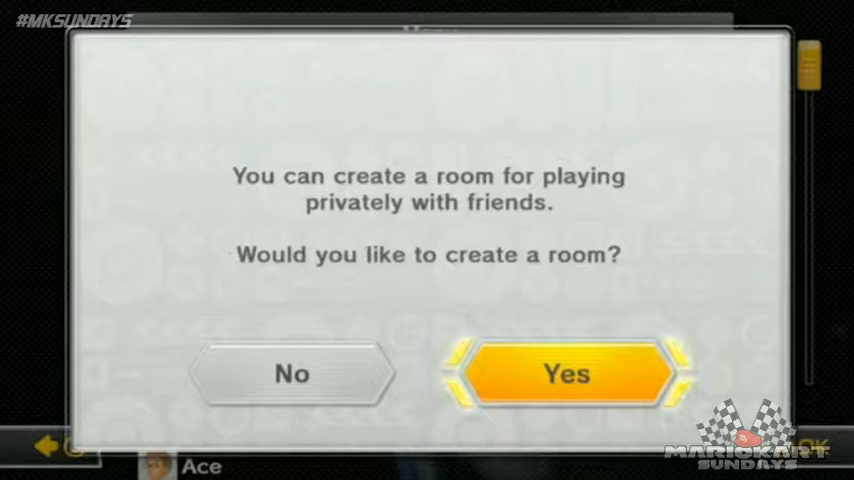 #MKSUNDAYS
You can create a room for playing
privately with friends.
Would you like to create a room?
No
Yes
OK
MARIOKART
SUNDAYS
Ace